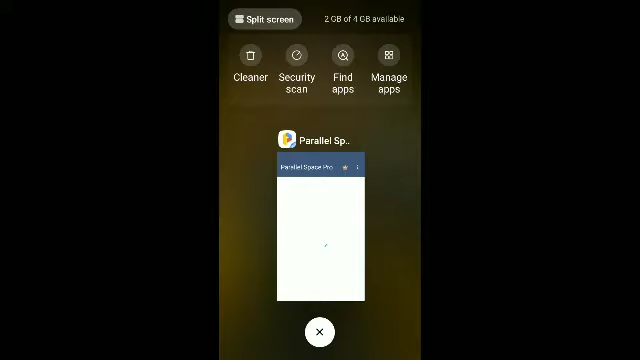 Split screen
2 GB of 4 GB available
Cleaner
Security scan
Find apps
Manage apps
Parallel Sp..
Parallel Space Pro